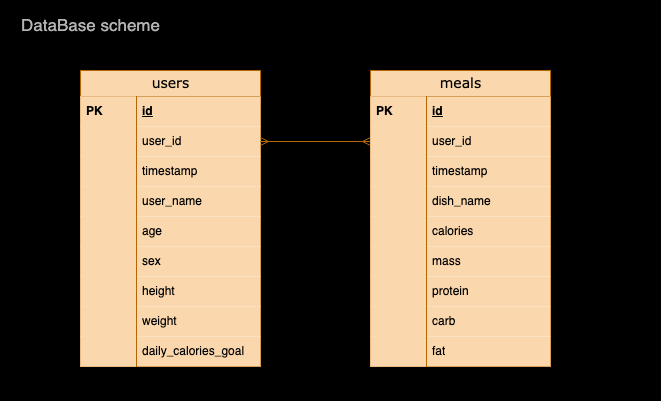 DataBase scheme
users
PK id
user_id
timestamp
user_name
age
sex
height
weight
daily_calories_goal
meals
PK id
user_id
timestamp
dish_name
calories
mass
protein
carb
fat